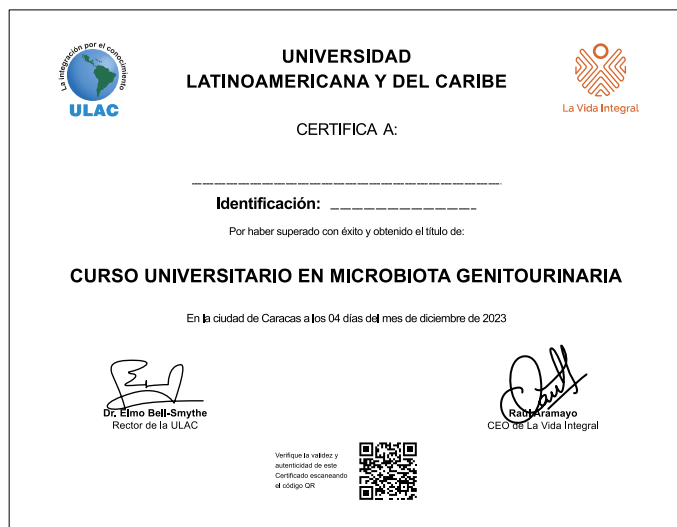 La integración por el conocimiento
ULAC
UNIVERSIDAD
LATINOAMERICANA Y DEL CARIBE
La Vida Integral
CERTIFICA A:
Identificación:
Por haber superado con éxito y obtenido el título de:
CURSO UNIVERSITARIO EN MICROBIOTA GENITOURINARIA
En la ciudad de Caracas a los 04 días del mes de diciembre de 2023
Dr. Elmo Bell-Smythe
Rector de la ULAC
Raúl Aramayo
CEO de La Vida Integral
Verifique la validez y
autenticidad de este
Certificado escaneando
el código QR